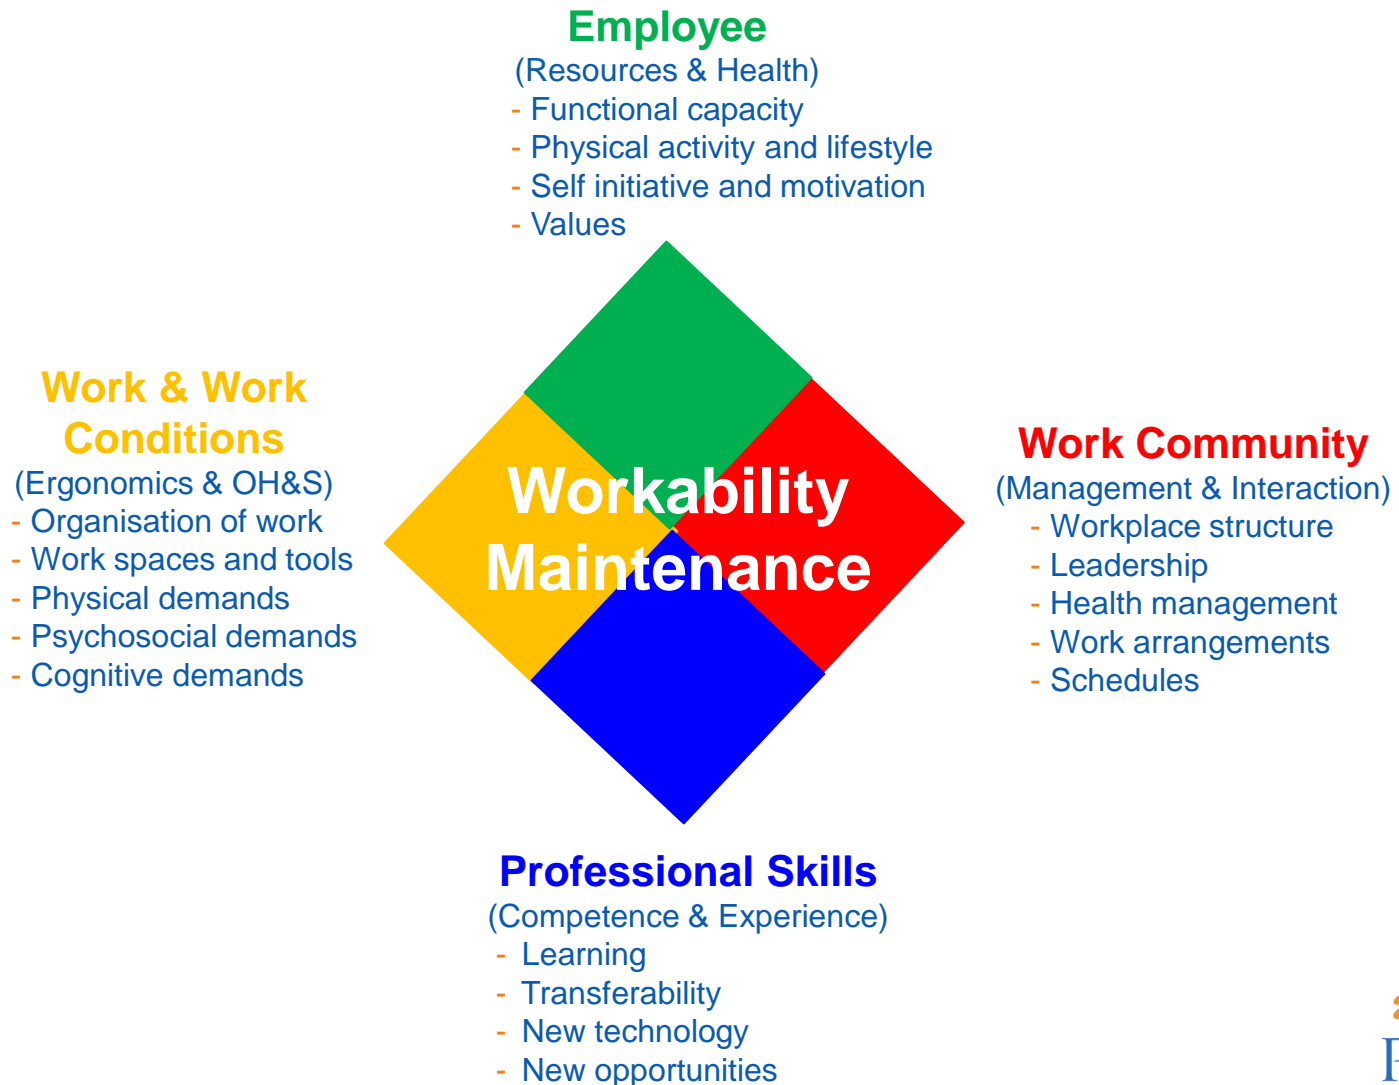 Employee
(Resources & Health)
- Functional capacity
- Physical activity and lifestyle
- Self initiative and motivation
- Values
Work & Work
Conditions
(Ergonomics & OH&S)
- Organisation of work
- Work spaces and tools
- Physical demands
- Psychosocial demands
- Cognitive demands
Workability
Maintenance
Work Community
(Management & Interaction)
- Workplace structure
- Leadership
- Health management
- Work arrangements
- Schedules
Professional Skills
(Competence & Experience)
- Learning
- Transferability
- New technology
- New opportunities